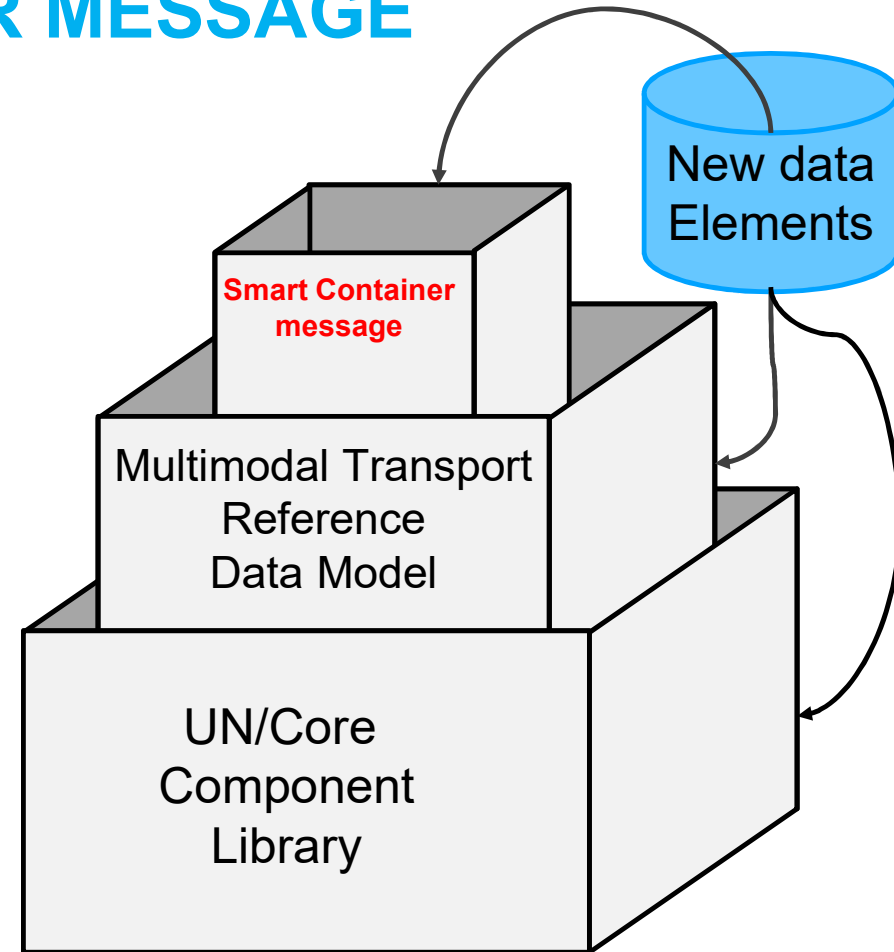 R MESSAGE
New data
Elements
Smart Container
message
Multimodal Transport
Reference
Data Model
UN/Core
Component
Library